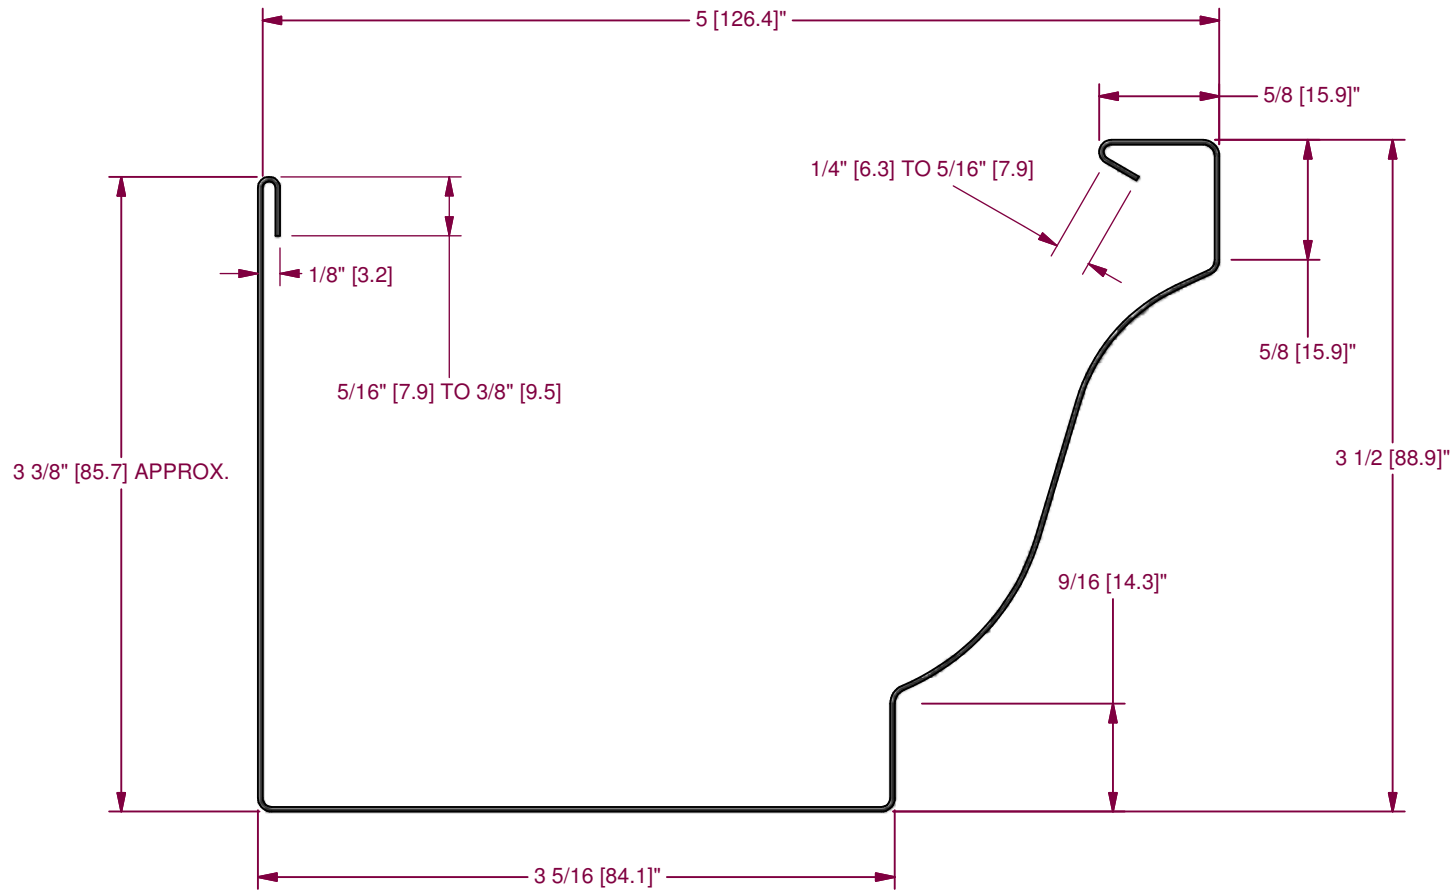 5 [126.4]"
5/8 [15.9]"
1/4" [6.3] TO 5/16" [7.9]
1/8" [3.2]
5/8 [15.9]"
5/16" [7.9] TO 3/8" [9.5]
3 3/8" [85.7] APPROX.
3 1/2 [88.9]"
9/16 [14.3]"
3 5/16 [84.1]"